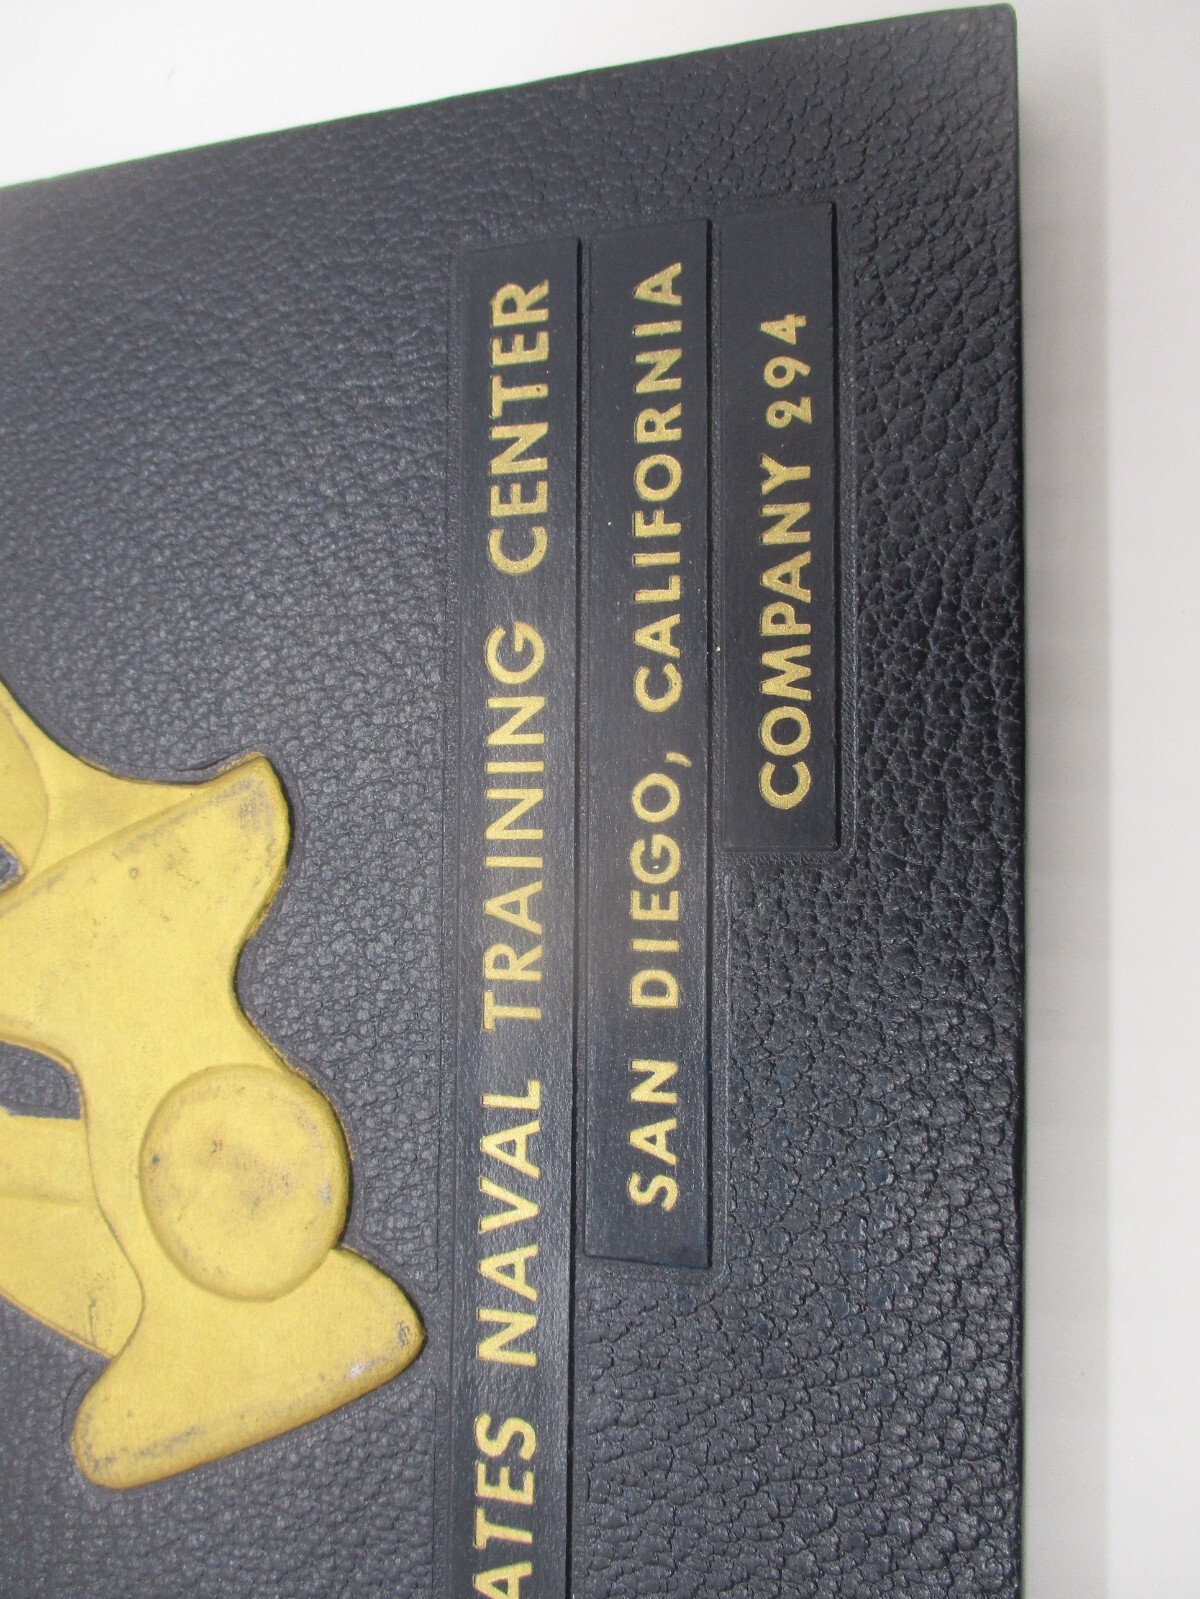 ATES NAVAL TRAINING CENTER
SAN DIEGO, CALIFORNIA
COMPANY 294